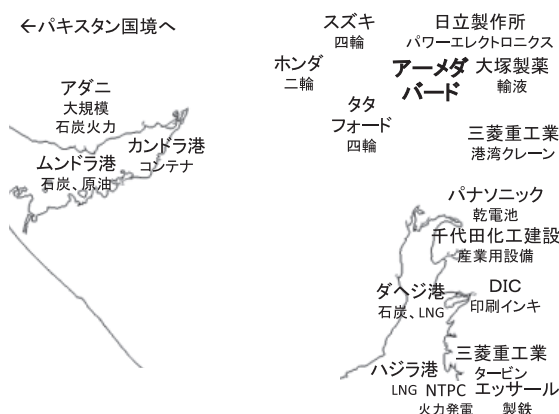 ←パキスタン国境へ
スズキ
四輪
日立製作所
パワーエレクトロニクス
ホンダ
二輪
アーメダ
バード
大塚製薬
輸液
アダニ
大規模
石炭火力
タタ
フォード
四輪
カンドラ港
コンテナ
三菱重工業
港湾クレーン
ムンドラ港
石炭、原油
パナソニック
乾電池
千代田化工建設
産業用設備
ダヘジ港
石炭、LNG
DIC
印刷インキ
三菱重工業
タービン
ハジラ港
LNG
NTPC
火力発電
エッサール
製鉄